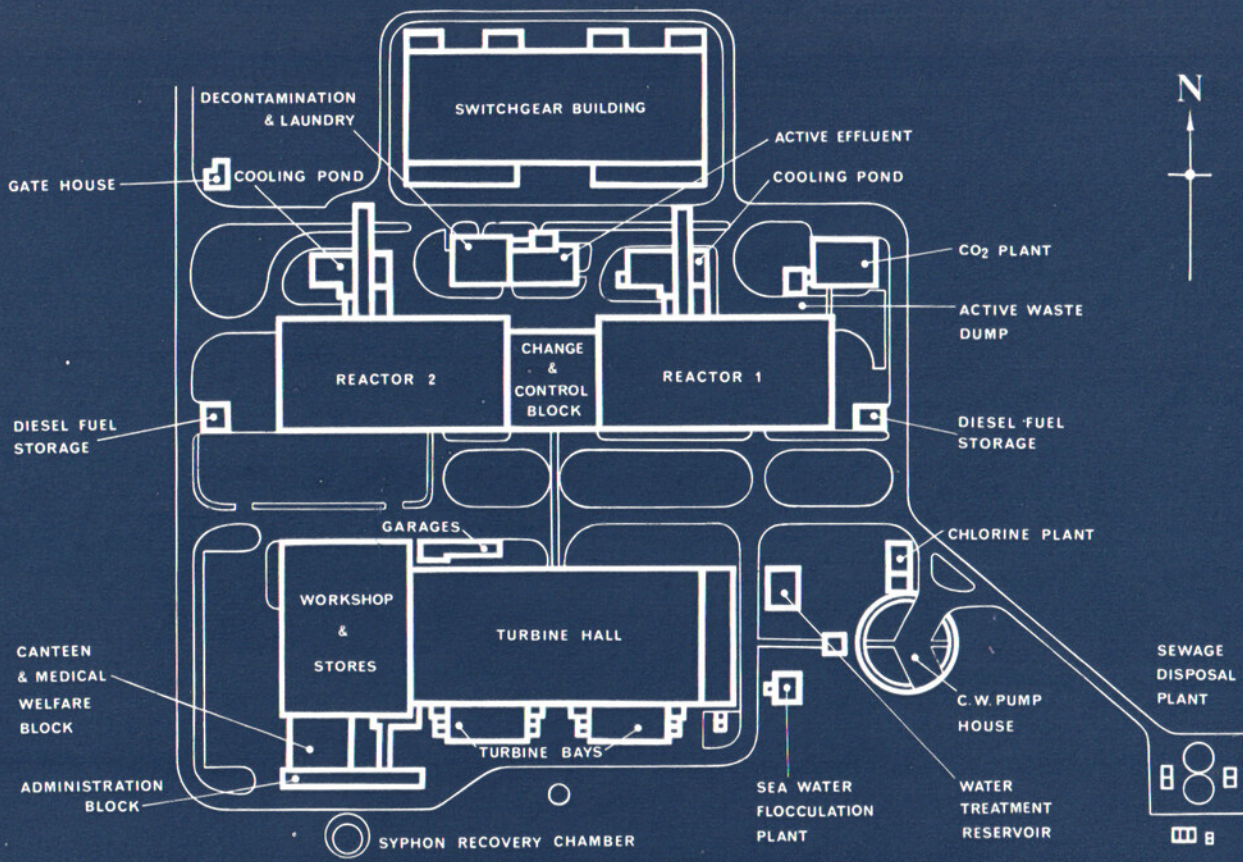 N
DECONTAMINATION
& LAUNDRY
SWITCHGEAR BUILDING
ACTIVE EFFLUENT
GATE HOUSE
COOLING POND
COOLING POND
CO₂ PLANT
ACTIVE WASTE
DUMP
REACTOR 2
CHANGE
&
CONTROL
BLOCK
REACTOR 1
DIESEL FUEL
STORAGE
DIESEL FUEL
STORAGE
GARAGES
CHLORINE PLANT
WORKSHOP
&
STORES
TURBINE HALL
CANTEEN
& MEDICAL
WELFARE
BLOCK
SEWAGE
DISPOSAL
PLANT
C.W. PUMP
HOUSE
TURBINE BAYS
ADMINISTRATION
BLOCK
SEA WATER
FLOCCULATION
PLANT
WATER
TREATMENT
RESERVOIR
SYPHON RECOVERY CHAMBER